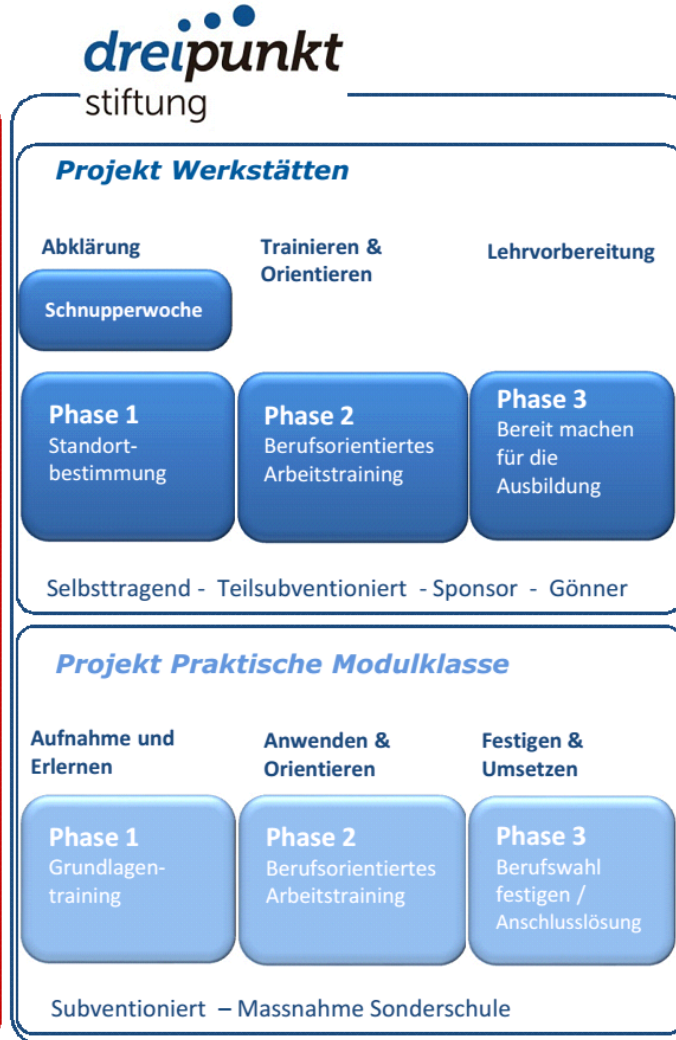 dreipunkt
stiftung
Projekt Werkstätten
Abklärung
Schnupperwoche
Trainieren &
Orientieren
Lehrvorbereitung
Phase 1
Standort-
bestimmung
Phase 2
Berufsorientiertes
Arbeitstraining
Phase 3
Bereit machen
für die
Ausbildung
Selbsttragend - Teilsubventioniert - Sponsor - Gönner
Projekt Praktische Modulklasse
Aufnahme und
Erlernen
Anwenden &
Orientieren
Festigen &
Umsetzen
Phase 1
Grundlagen-
training
Phase 2
Berufsorientiertes
Arbeitstraining
Phase 3
Berufswahl
festigen /
Anschlusslösung
Subventioniert – Massnahme Sonderschule